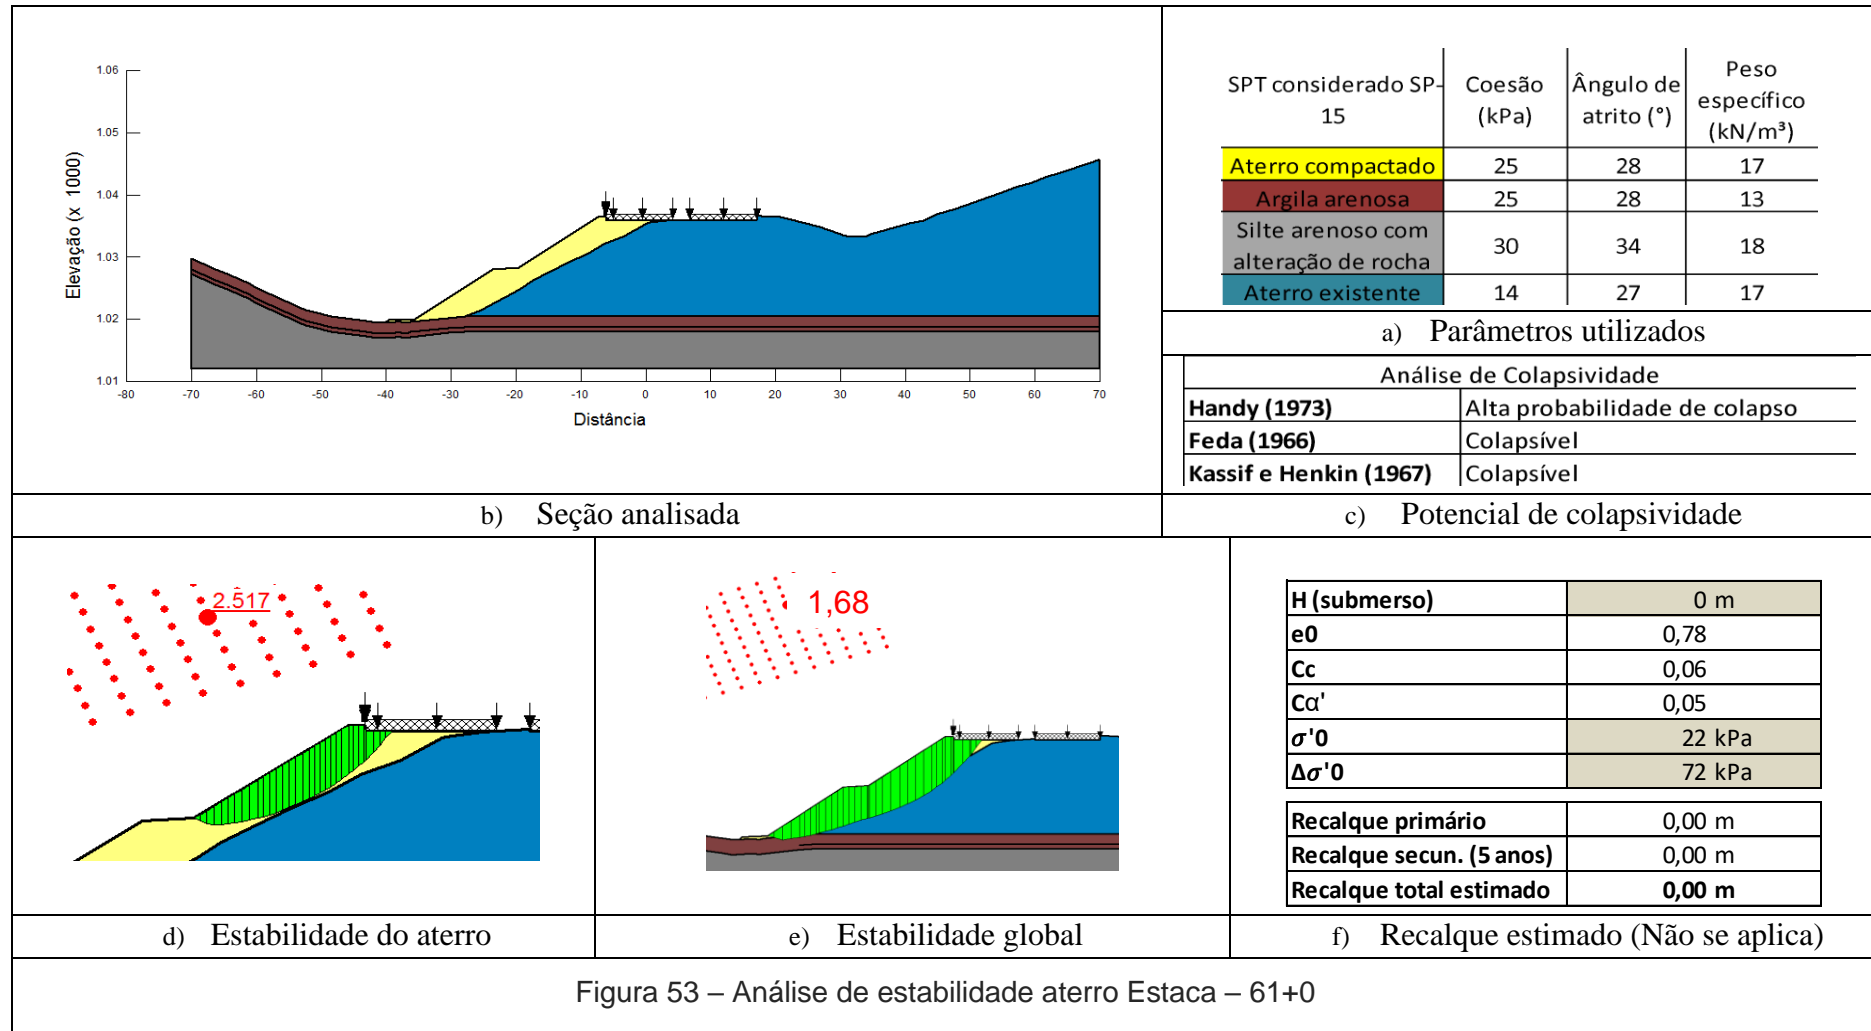 1.06
1.05
1.04
1.03
1.02
1.01
Elevação (x 1000)
-80 -70 -60 -50 -40 -30 -20 -10 0 10 20 30 40 50 60 70
Distância
b) Seção analisada
SPT considerado SP-15 Coesão (kPa) Ângulo de atrito (°) Peso específico (kN/m³)
Aterro compactado 25 28 17
Argila arenosa 25 28 13
Silte arenoso com alteração de rocha 30 34 18
Aterro existente 14 27 17
a) Parâmetros utilizados
Análise de Colapsividade
Handy (1973) Alta probabilidade de colapso
Feda (1966) Colapsível
Kassif e Henkin (1967) Colapsível
c) Potencial de colapsividade
2.517
d) Estabilidade do aterro
1,68
e) Estabilidade global
H (submerso) 0 m
e0 0,78
Cc 0,06
Cα' 0,05
σ'0 22 kPa
Δσ'0 72 kPa
Recalque primário 0,00 m
Recalque secun. (5 anos) 0,00 m
Recalque total estimado 0,00 m
f) Recalque estimado (Não se aplica)
Figura 53 – Análise de estabilidade aterro Estaca – 61+0